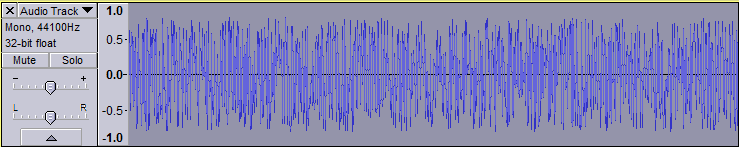 Audio Track
Mono, 44100Hz
32-bit float
Mute Solo
- +
L R
1.0
0.5-
0.0-
-0.5-
-1.0